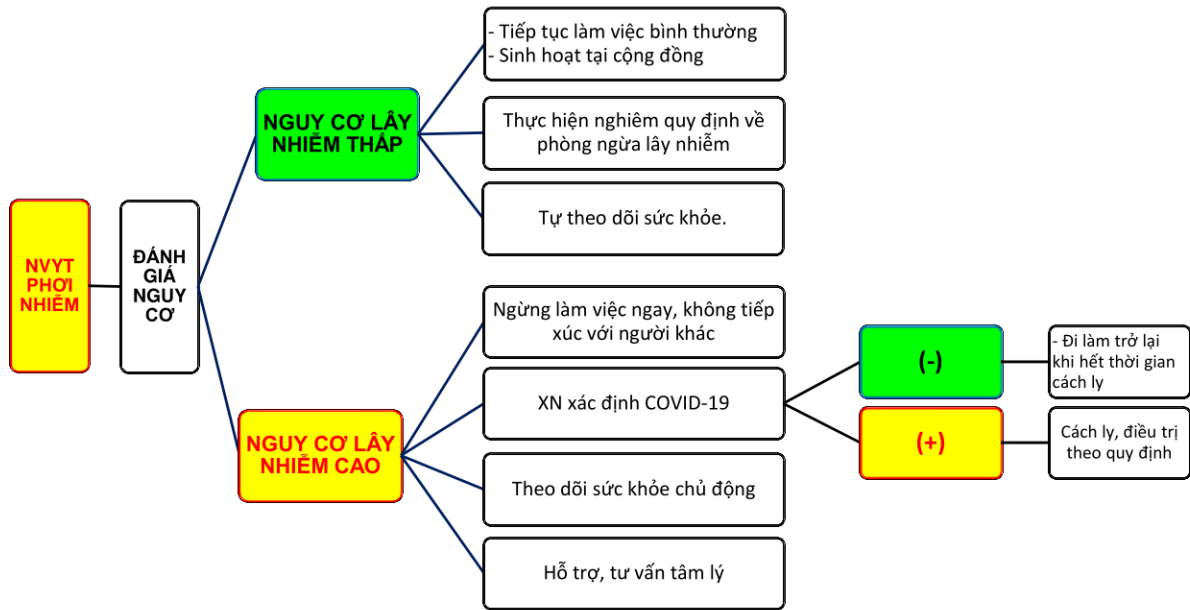 NVYT
PHƠI
NHIỄM
ĐÁNH
GIÁ
NGUY
CƠ
NGUY CƠ LÂY
NHIỄM THẤP
- Tiếp tục làm việc bình thường
- Sinh hoạt tại cộng đồng
Thực hiện nghiêm quy định về
phòng ngừa lây nhiễm
Tự theo dõi sức khỏe.
NGUY CƠ LÂY
NHIỄM CAO
Ngừng làm việc ngay, không tiếp
xúc với người khác
XN xác định COVID-19
(-)
- Đi làm trở lại
khi hết thời gian
cách ly
(+)
Cách ly, điều trị
theo quy định
Theo dõi sức khỏe chủ động
Hỗ trợ, tư vấn tâm lý